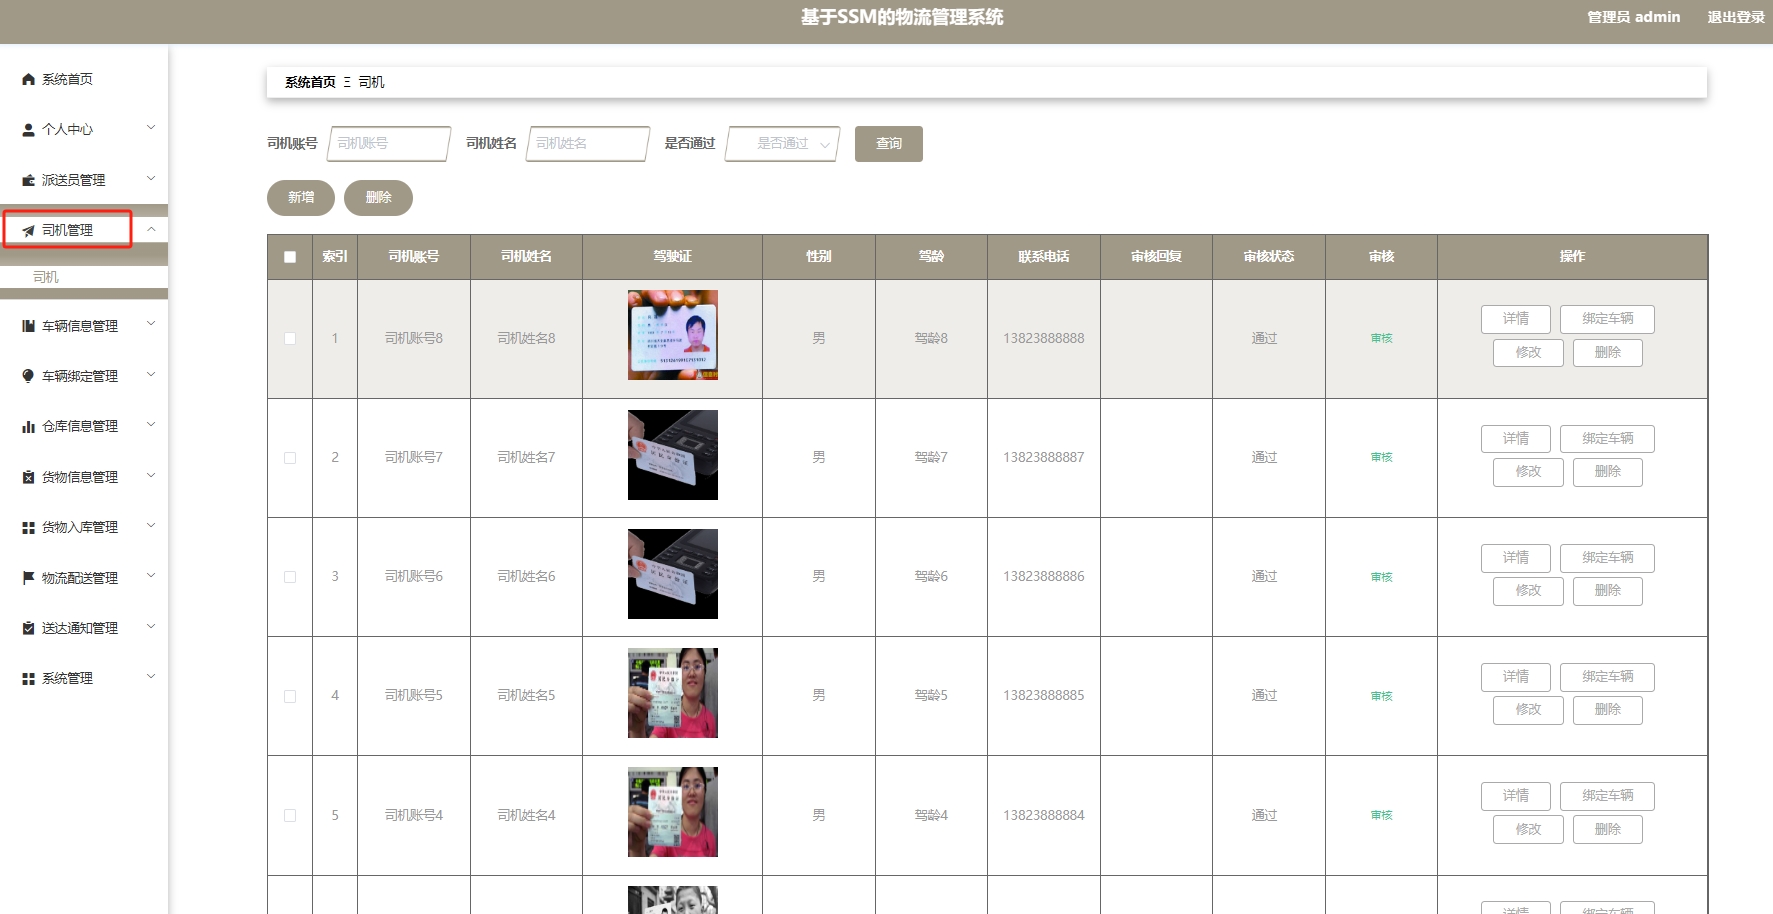 基于SSM的物流管理系统
管理员 admin 退出登录
系统首页
个人中心
派送员管理
司机管理
司机
车辆信息管理
车辆绑定管理
仓库信息管理
货物信息管理
货物入库管理
物流配送管理
送达通知管理
系统管理
系统首页 司机
司机账号 司机账号 司机姓名 司机姓名 是否通过 是否通过 查询
新增 删除
索引 司机账号 司机姓名 驾驶证 性别 驾龄 联系电话 审核回复 审核状态 审核 操作
1 司机账号8 司机姓名8 男 驾龄8 13823888888 通过 审核 详情 绑定车辆
修改 删除
2 司机账号7 司机姓名7 男 驾龄7 13823888887 通过 审核 详情 绑定车辆
修改 删除
3 司机账号6 司机姓名6 男 驾龄6 13823888886 通过 审核 详情 绑定车辆
修改 删除
4 司机账号5 司机姓名5 男 驾龄5 13823888885 通过 审核 详情 绑定车辆
修改 删除
5 司机账号4 司机姓名4 男 驾龄4 13823888884 通过 审核 详情 绑定车辆
修改 删除
详情 绑定车辆